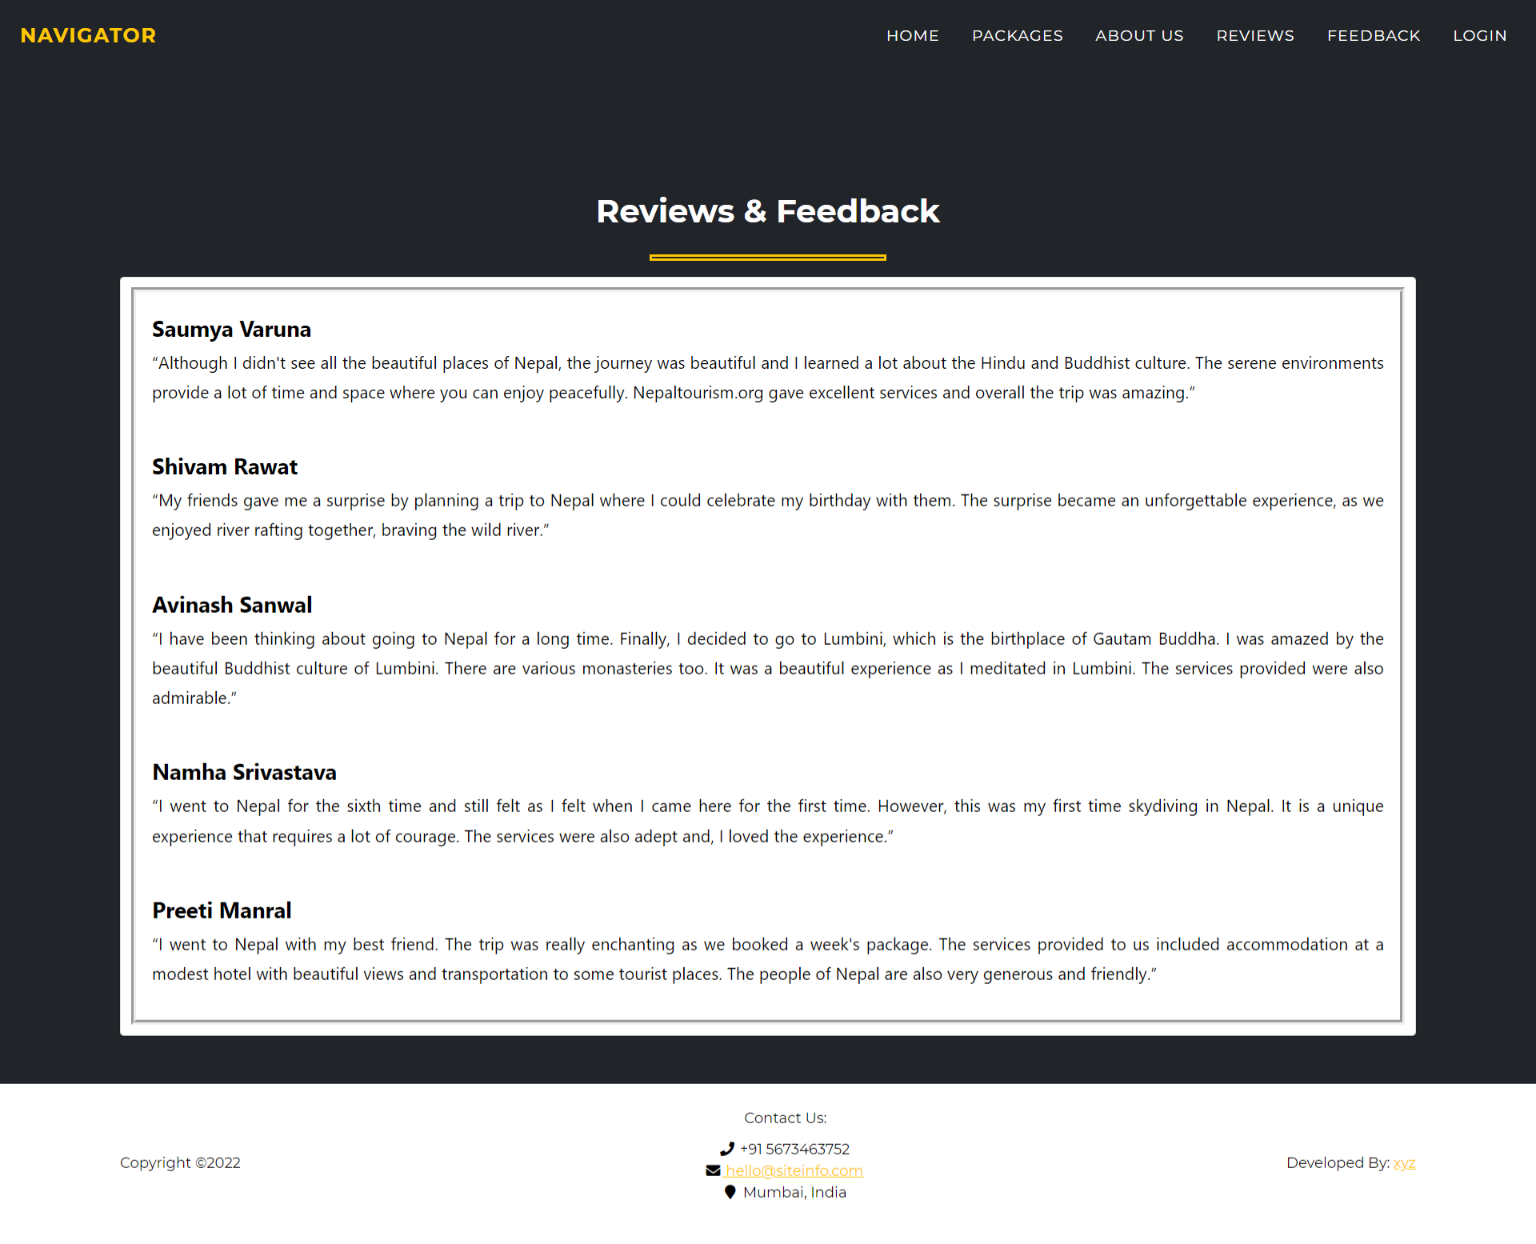 NAVIGATOR
HOME PACKAGES ABOUT US REVIEWS FEEDBACK LOGIN
Reviews & Feedback
Saumya Varuna
“Although I didn't see all the beautiful places of Nepal, the journey was beautiful and I learned a lot about the Hindu and Buddhist culture. The serene environments
provide a lot of time and space where you can enjoy peacefully. Nepaltourism.org gave excellent services and overall the trip was amazing.”
Shivam Rawat
“My friends gave me a surprise by planning a trip to Nepal where I could celebrate my birthday with them. The surprise became an unforgettable experience, as we
enjoyed river rafting together, braving the wild river.”
Avinash Sanwal
“I have been thinking about going to Nepal for a long time. Finally, I decided to go to Lumbini, which is the birthplace of Gautam Buddha. I was amazed by the
beautiful Buddhist culture of Lumbini. There are various monasteries too. It was a beautiful experience as I meditated in Lumbini. The services provided were also
admirable.”
Namha Srivastava
“I went to Nepal for the sixth time and still felt as I felt when I came here for the first time. However, this was my first time skydiving in Nepal. It is a unique
experience that requires a lot of courage. The services were also adept and, I loved the experience.”
Preeti Manral
“I went to Nepal with my best friend. The trip was really enchanting as we booked a week's package. The services provided to us included accommodation at a
modest hotel with beautiful views and transportation to some tourist places. The people of Nepal are also very generous and friendly.”
Copyright ©2022
Contact Us:
+91 5673463752
hello@siteinfo.com
Mumbai, India
Developed By: xyz